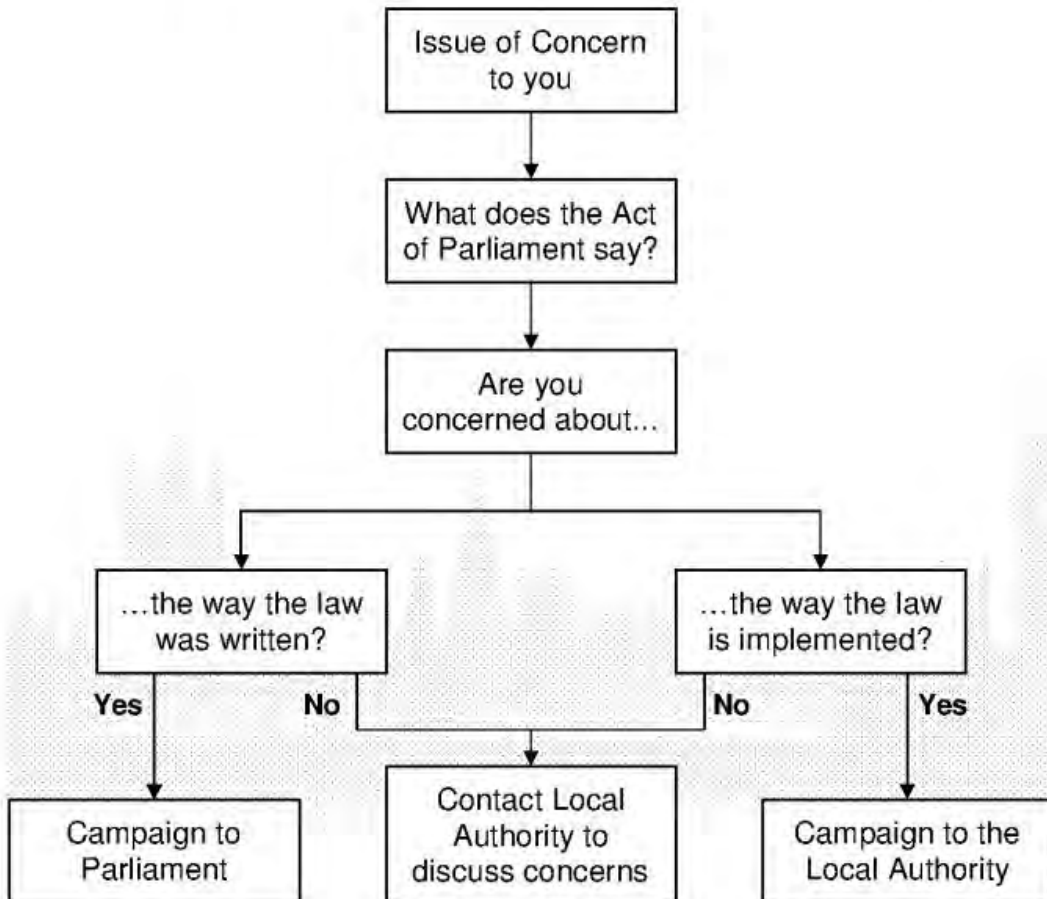 Issue of Concern
to you
What does the Act
of Parliament say?
Are you
concerned about...
...the way the law
was written?
...the way the law
is implemented?
Yes
No
No
Yes
Campaign to
Parliament
Contact Local
Authority to
discuss concerns
Campaign to the
Local Authority